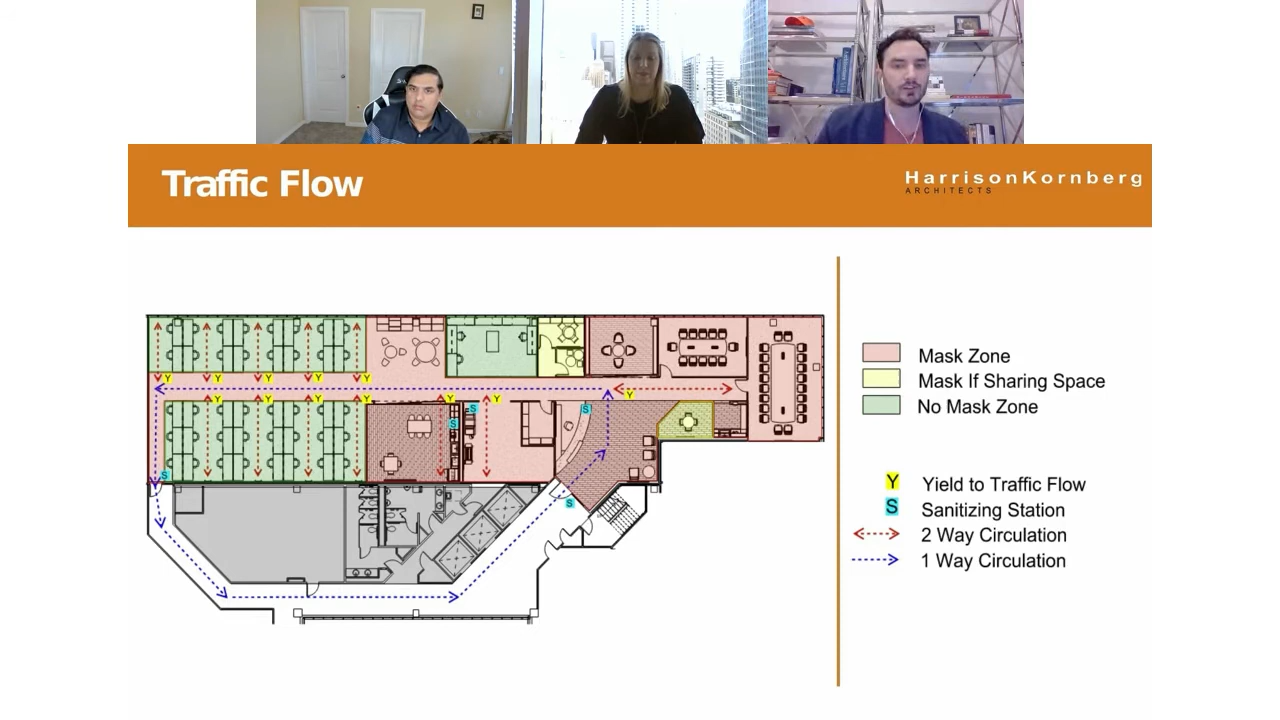 Traffic Flow
HarrisonKornberg
ARCHITECTS
Y Y Y Y Y
Y Y Y Y Y Y Y
S S S
S
S
Mask Zone
Mask If Sharing Space
No Mask Zone
Y Yield to Traffic Flow
S Sanitizing Station
2 Way Circulation
1 Way Circulation